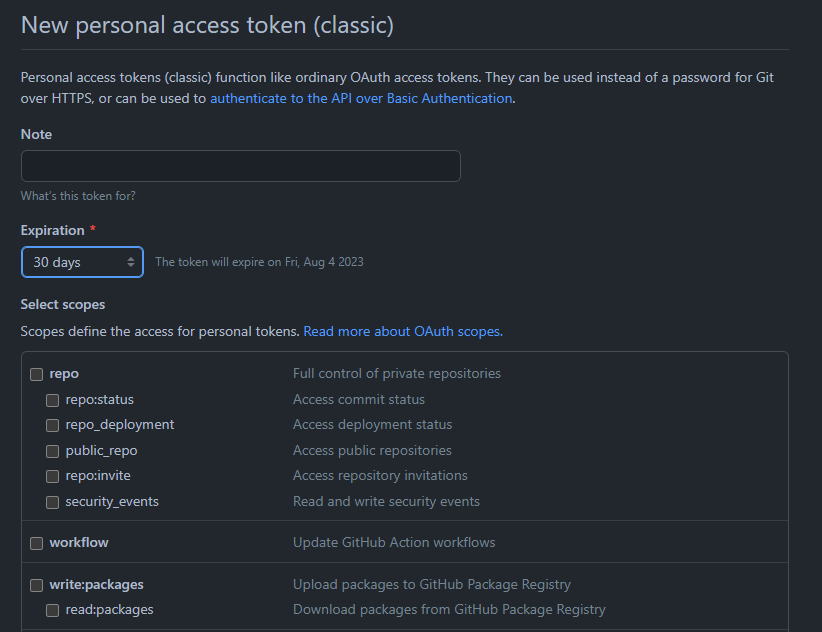 New personal access token (classic)
Personal access tokens (classic) function like ordinary OAuth access tokens. They can be used instead of a password for Git
over HTTPS, or can be used to authenticate to the API over Basic Authentication.
Note
What's this token for?
Expiration *
30 days The token will expire on Fri, Aug 4 2023
Select scopes
Scopes define the access for personal tokens. Read more about OAuth scopes.
repo Full control of private repositories
repo:status Access commit status
repo_deployment Access deployment status
public_repo Access public repositories
repo:invite Access repository invitations
security_events Read and write security events
workflow Update GitHub Action workflows
write:packages Upload packages to GitHub Package Registry
read:packages Download packages from GitHub Package Registry